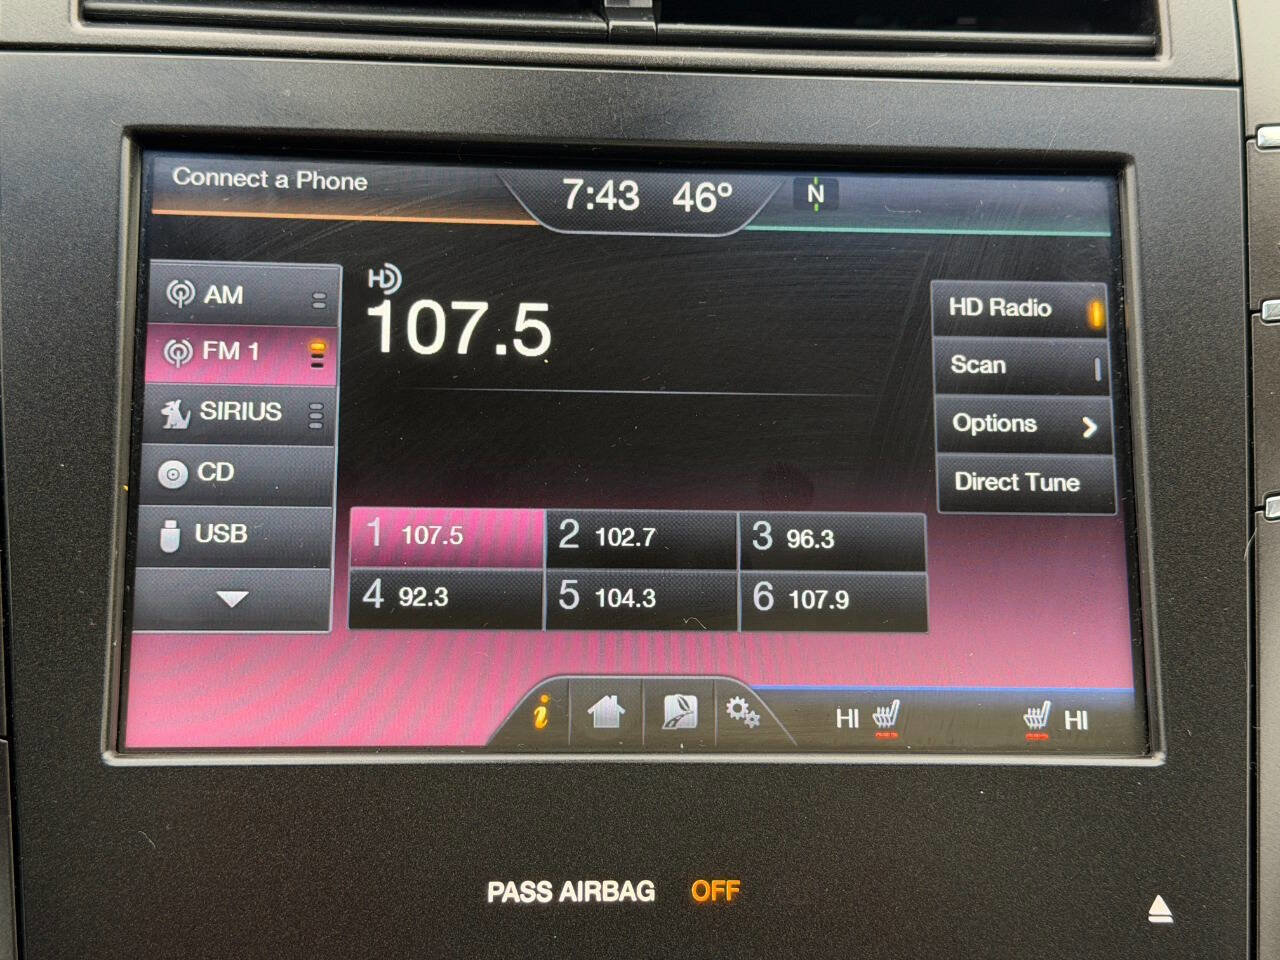 Connect a Phone
7:43 46° N
AM
FM 1
SIRIUS
CD
USB
HD
107.5
HD Radio
Scan
Options
Direct Tune
1 107.5 2 102.7 3 96.3
4 92.3 5 104.3 6 107.9
i
HI HI
PASS AIRBAG OFF